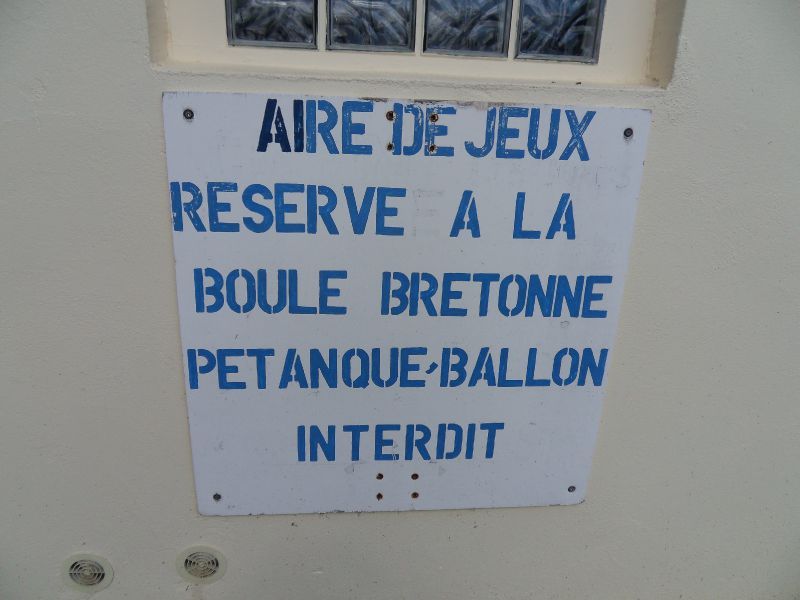 AIRE DE JEUX
RESERVE A LA
BOULE BRETONNE
PETANQUE-BALLON
INTERDIT